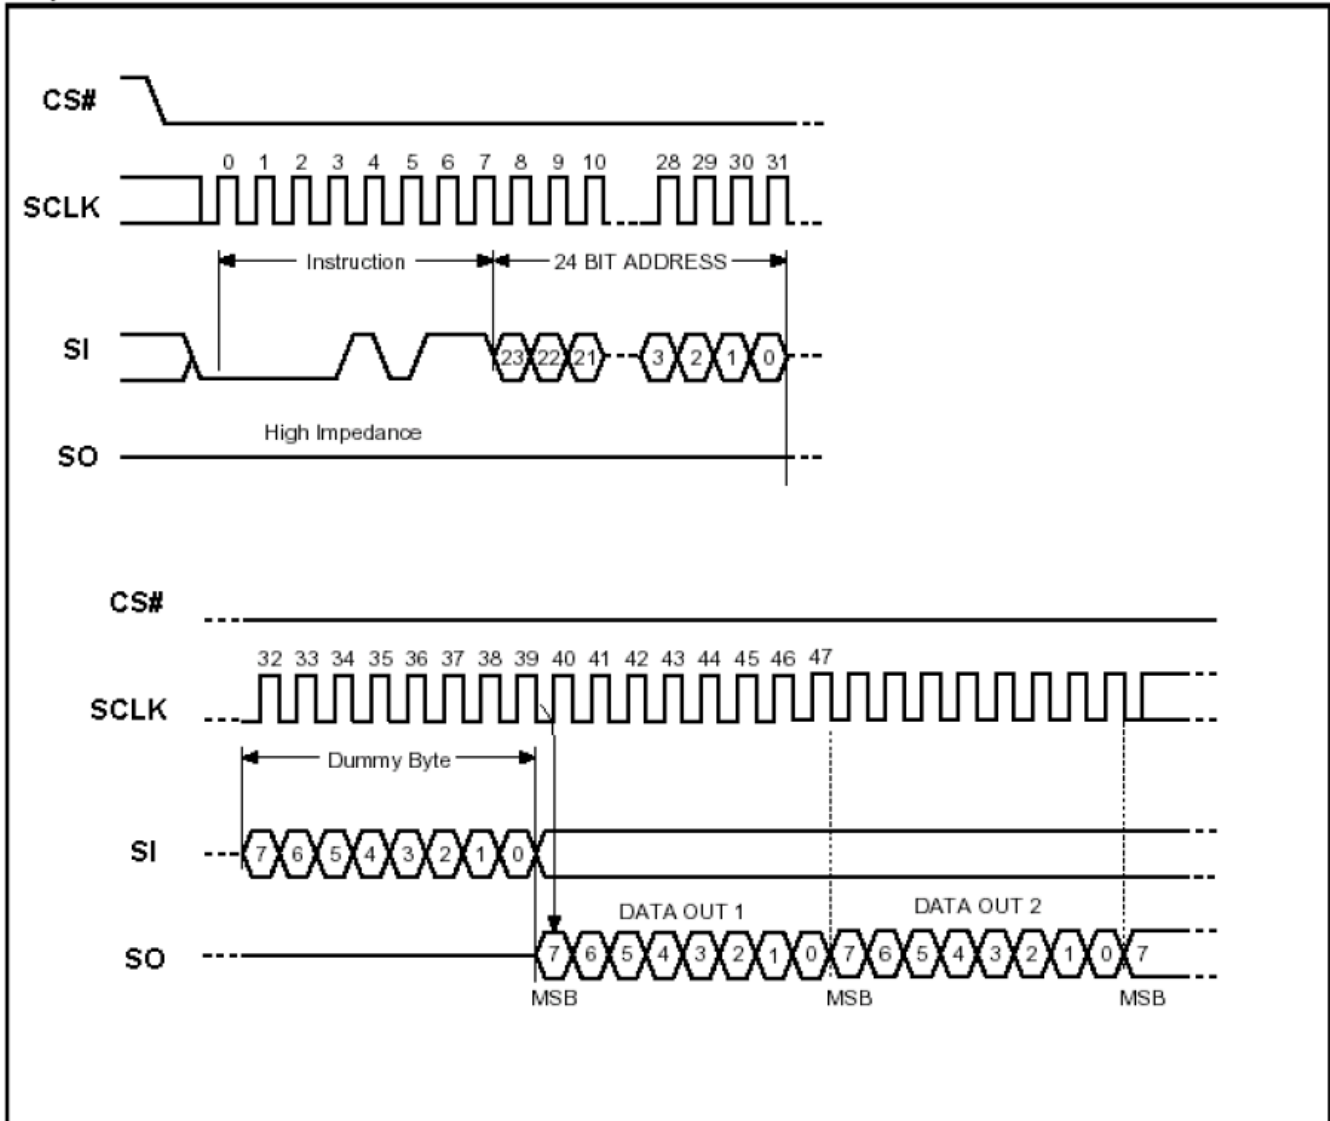 CS#
0 1 2 3 4 5 6 7 8 9 10 28 29 30 31
SCLK
Instruction 24 BIT ADDRESS
SI
23 22 21 3 2 1 0
High Impedance
SO
CS#
32 33 34 35 36 37 38 39 40 41 42 43 44 45 46 47
SCLK
Dummy Byte
SI
7 6 5 4 3 2 1 0
DATA OUT 1 DATA OUT 2
SO
7 6 5 4 3 2 1 0 7 6 5 4 3 2 1 0 7
MSB MSB MSB